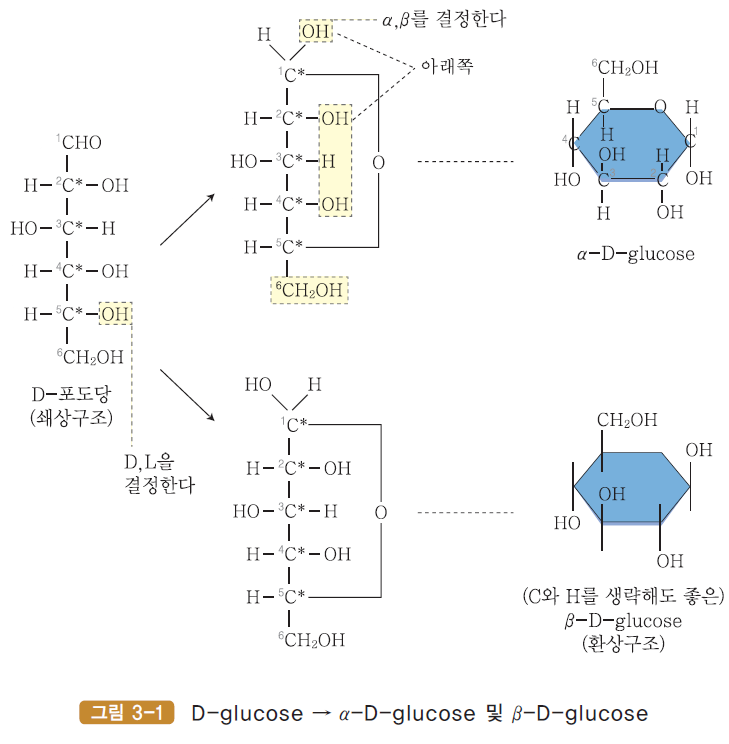 H OH
α,β를 결정한다
아래쪽
¹C*
H-²C*-OH
HO-³C*-H
O
H-⁴C*-OH
H-⁵C*
⁶CH₂OH
¹CHO
H-²C*-OH
HO-³C*-H
H-⁴C*-OH
H-⁵C*-OH
⁶CH₂OH
D-포도당
(쇄상구조)
D,L을
결정한다
⁶CH₂OH
H ⁵C O H
4 C H C 1
OH H
HO C C 2 OH
H OH
α-D-glucose
HO H
¹C*
H-²C*-OH
HO-³C*-H
O
H-⁴C*-OH
H-⁵C*
⁶CH₂OH
CH₂OH
OH
OH
HO
OH
(C와 H를 생략해도 좋은)
β-D-glucose
(환상구조)
그림 3-1 D-glucose → α-D-glucose 및 β-D-glucose